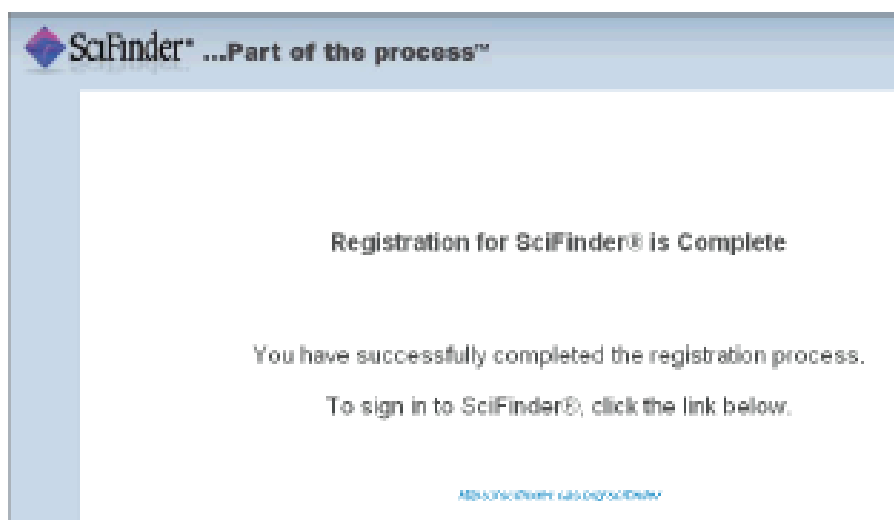 SciFinder® ...Part of the process™
Registration for SciFinder® is Complete
You have successfully completed the registration process.
To sign in to SciFinder®, click the link below.